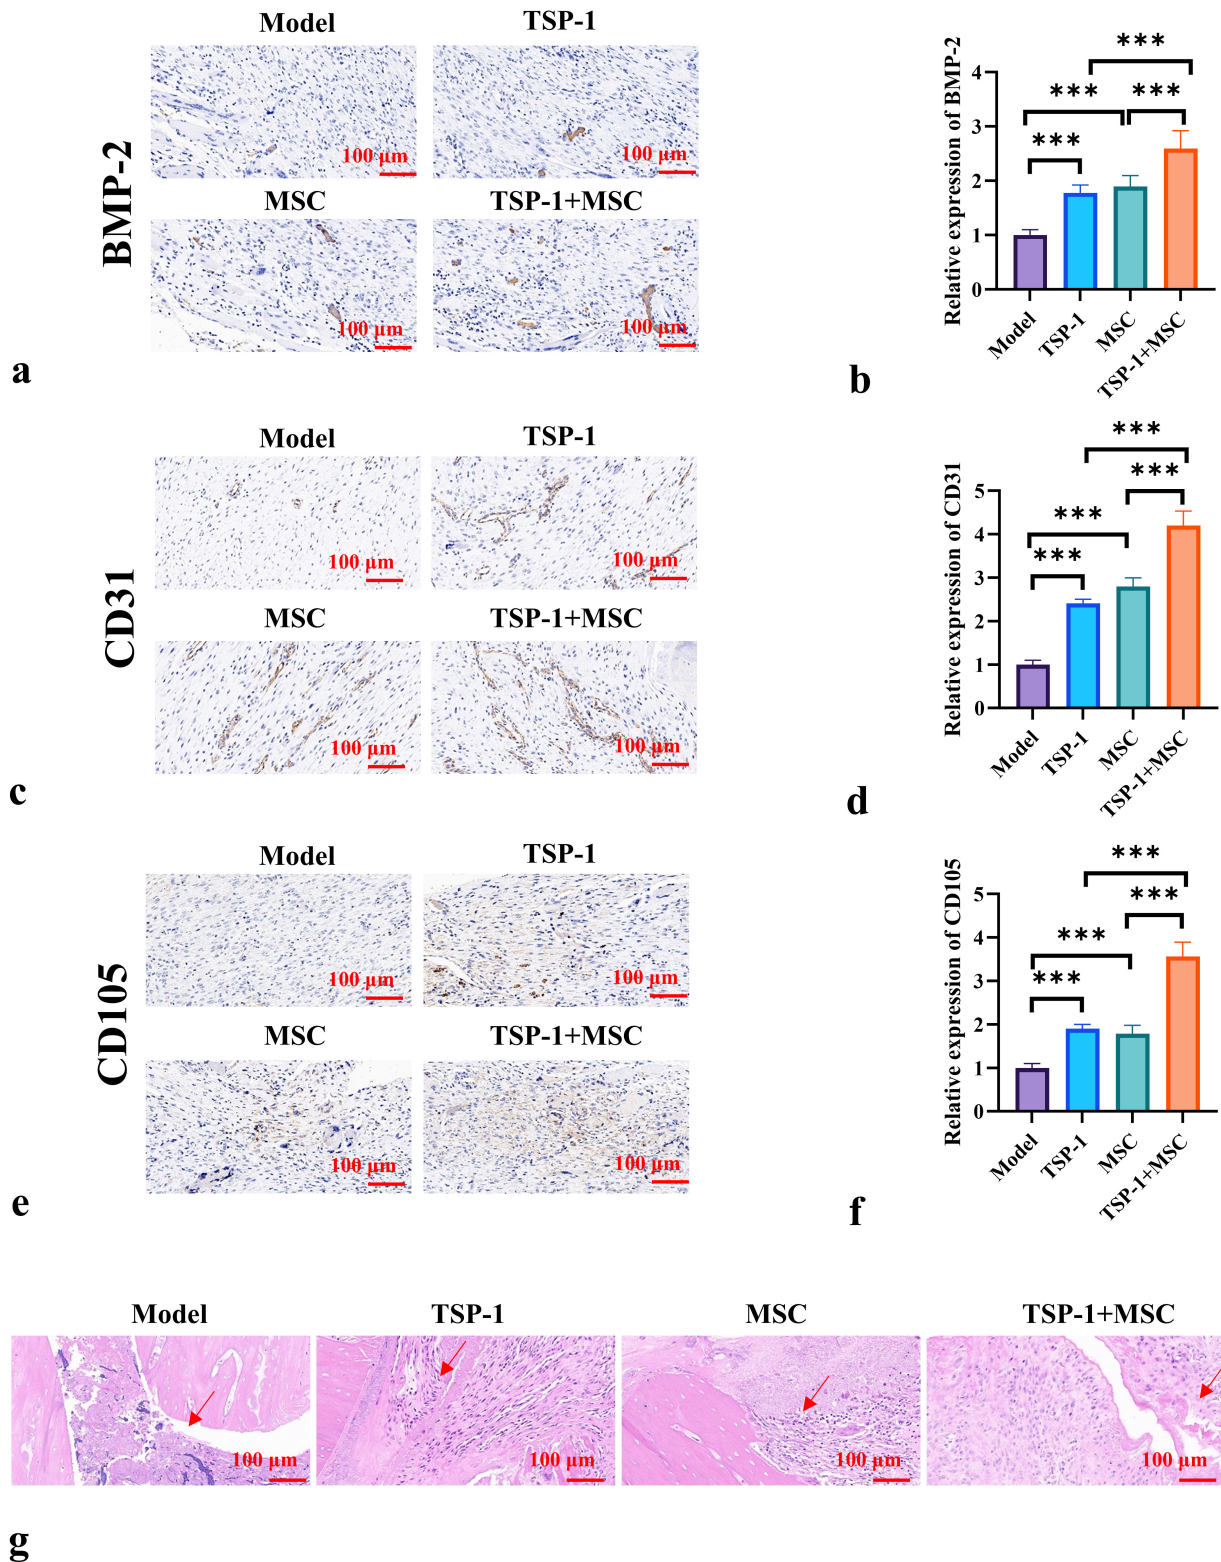 Model TSP-1
100 µm 100 µm
BMP-2
MSC TSP-1+MSC
100 µm 100 µm
a
Relative expression of BMP-2
4
3
2
1
0
***
*** ***
***
Model TSP-1 MSC TSP-1+MSC
b
Model TSP-1
100 µm 100 µm
CD31
MSC TSP-1+MSC
100 µm 100 µm
c
Relative expression of CD31
5
4
3
2
1
0
***
***
***
***
Model TSP-1 MSC TSP-1+MSC
d
Model TSP-1
100 µm 100 µm
CD105
MSC TSP-1+MSC
100 µm 100 µm
e
Relative expression of CD105
5
4
3
2
1
0
***
***
***
***
Model TSP-1 MSC TSP-1+MSC
f
Model TSP-1 MSC TSP-1+MSC
100 µm 100 µm 100 µm 100 µm
g